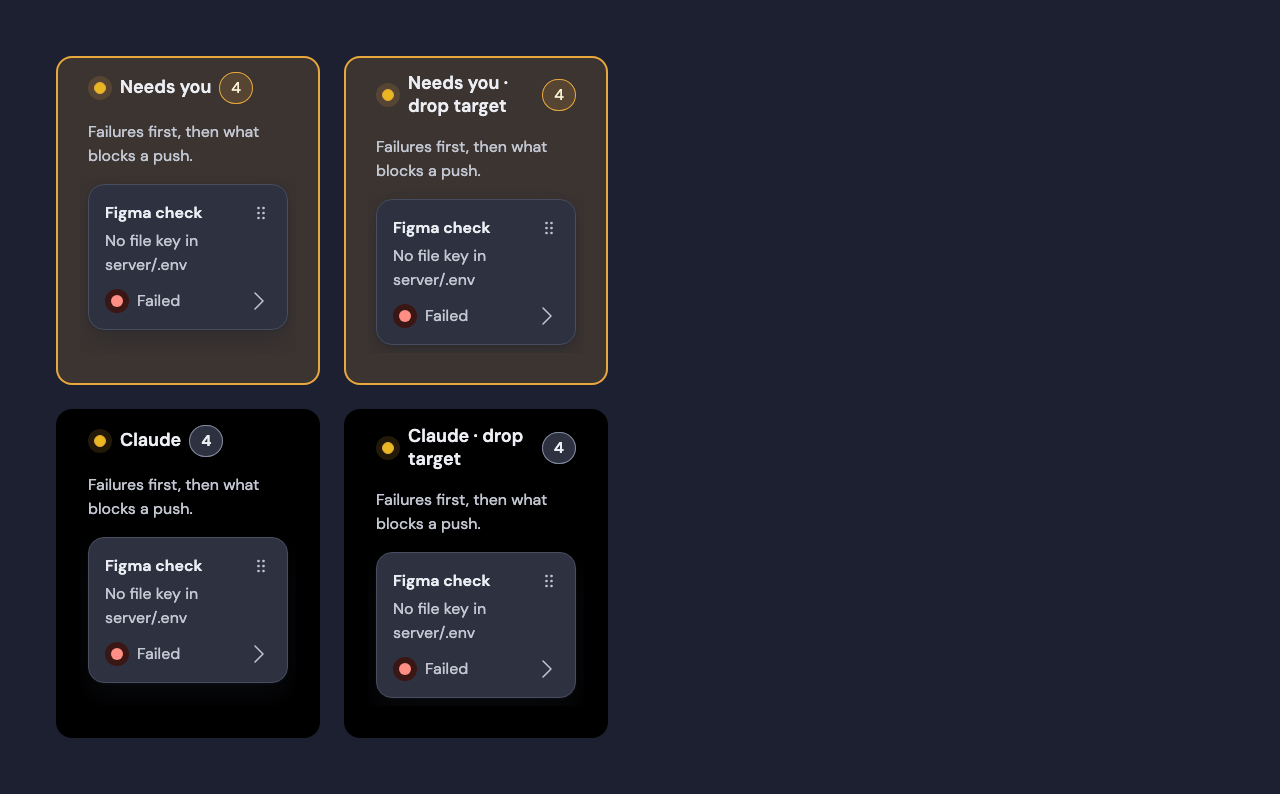 Needs you 4
Failures first, then what
blocks a push.
Figma check
No file key in
server/.env
Failed
Needs you ·
drop target
4
Failures first, then what
blocks a push.
Figma check
No file key in
server/.env
Failed
Claude 4
Failures first, then what
blocks a push.
Figma check
No file key in
server/.env
Failed
Claude · drop
target
4
Failures first, then what
blocks a push.
Figma check
No file key in
server/.env
Failed